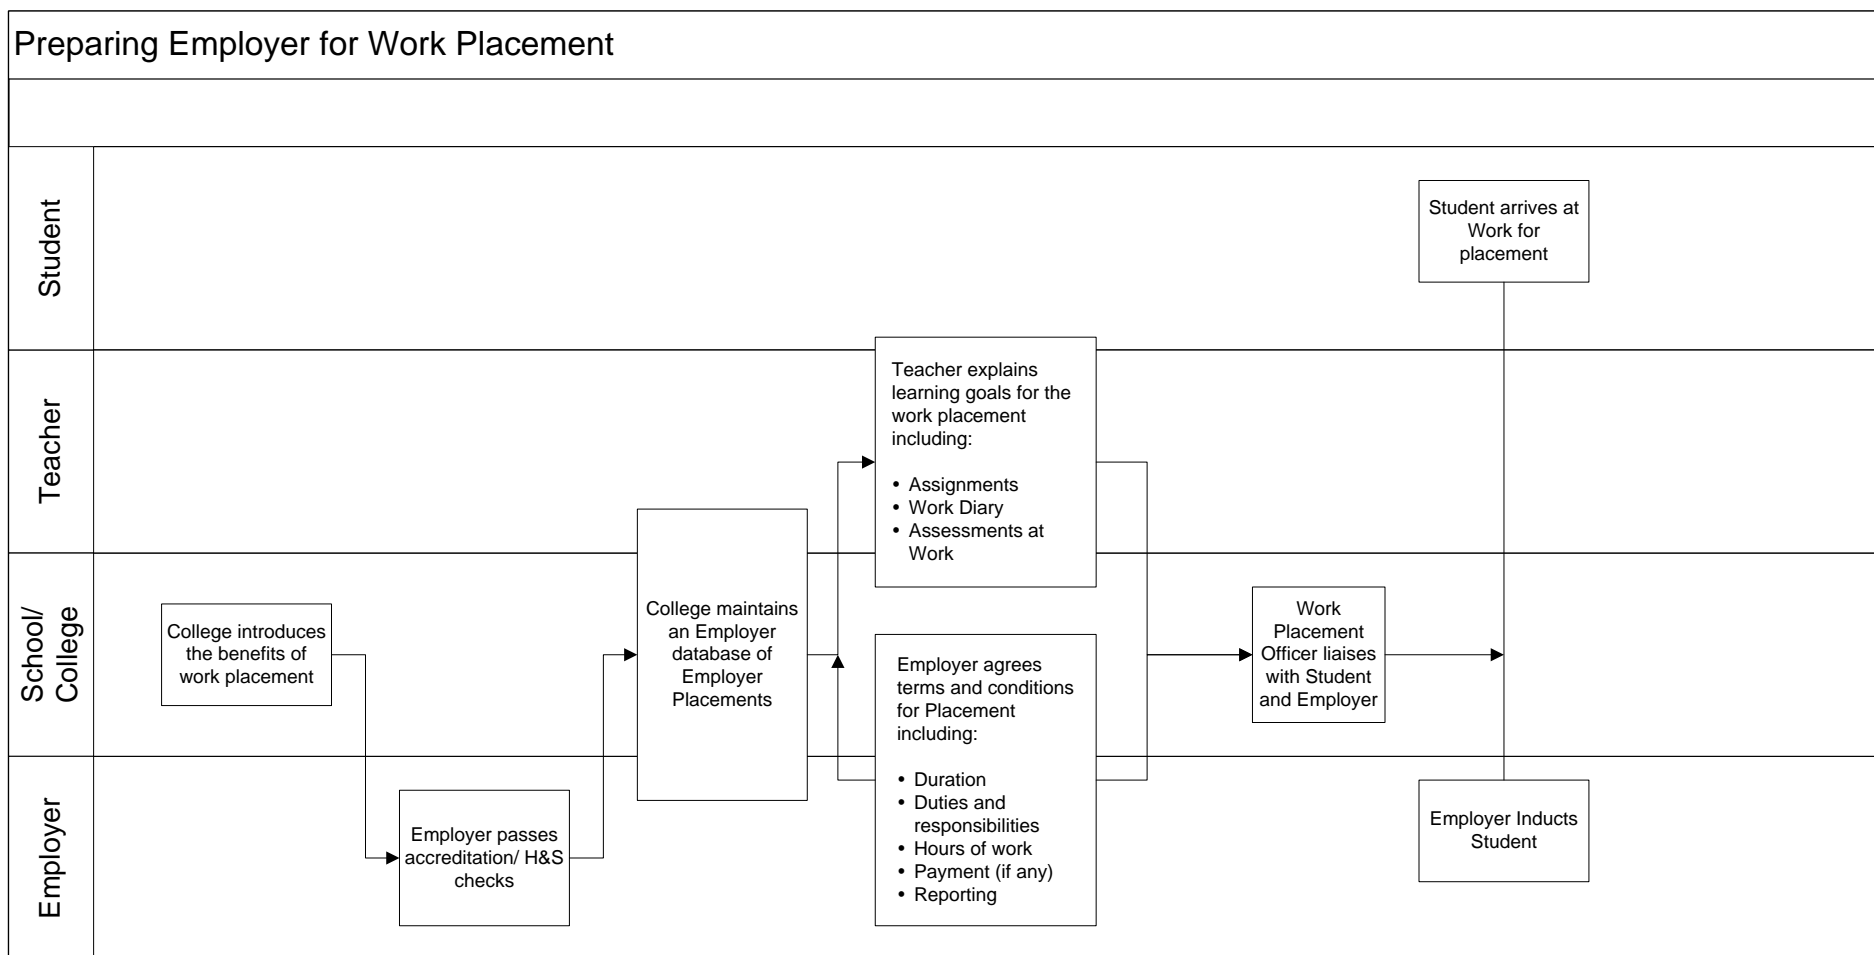 Preparing Employer for Work Placement
Student
Student arrives at
Work for
placement
Teacher
Teacher explains
learning goals for the
work placement
including:
• Assignments
• Work Diary
• Assessments at
Work
School/
College
College introduces
the benefits of
work placement
College maintains
an Employer
database of
Employer
Placements
Employer agrees
terms and conditions
for Placement
including:
• Duration
• Duties and
responsibilities
• Hours of work
• Payment (if any)
• Reporting
Work
Placement
Officer liaises
with Student
and Employer
Employer
Employer passes
accreditation/ H&S
checks
Employer Inducts
Student